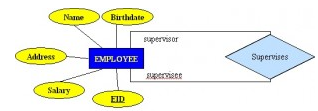 Name
Birthdate
supervisor
Address
EMPLOYEE
Supervises
supervisee
Salary
EID